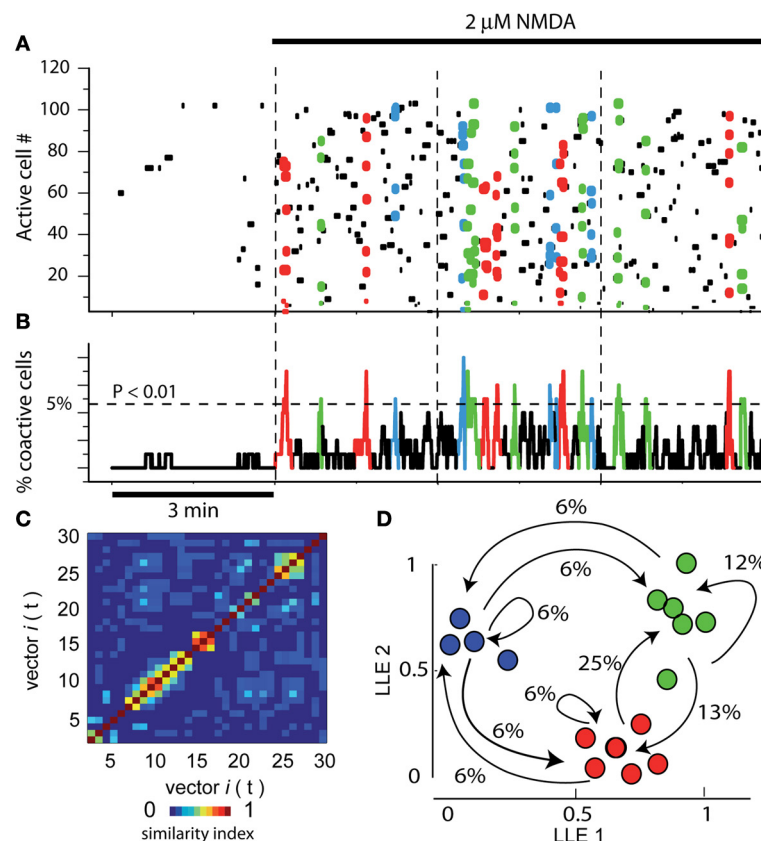 2 μM NMDA
A
120
100
80
60
40
20
Active cell #
B
P < 0.01
5%
% coactive cells
3 min
C
30
25
20
15
10
5
vector i ( t )
5 10 15 20 25 30
vector i ( t )
0 1
similarity index
D
6%
12%
1
6%
6%
0.5
25%
6%
13%
6%
6%
0
LLE 2
0 0.5 1
LLE 1